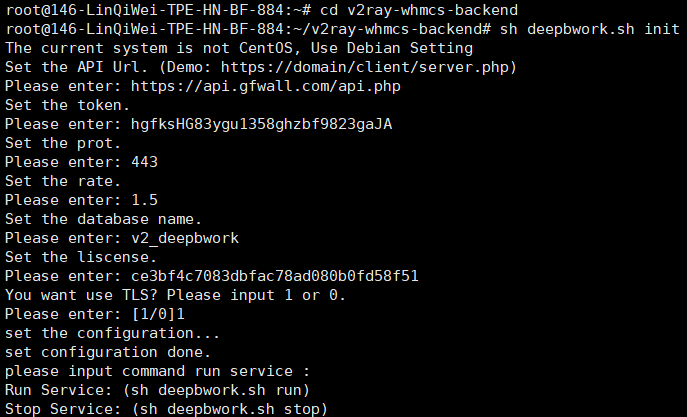 root@146-LinQiWei-TPE-HN-BF-884:~# cd v2ray-whmcs-backend
root@146-LinQiWei-TPE-HN-BF-884:~/v2ray-whmcs-backend# sh deepbwork.sh init
The current system is not CentOS, Use Debian Setting
Set the API Url. (Demo: https://domain/client/server.php)
Please enter: https://api.gfwall.com/api.php
Set the token.
Please enter: hgfksHG83ygu1358ghzbf9823gaJA
Set the prot.
Please enter: 443
Set the rate.
Please enter: 1.5
Set the database name.
Please enter: v2_deepbwork
Set the liscense.
Please enter: ce3bf4c7083dbfac78ad080b0fd58f51
You want use TLS? Please input 1 or 0.
Please enter: [1/0]1
set the configuration...
set configuration done.
please input command run service :
Run Service: (sh deepbwork.sh run)
Stop Service: (sh deepbwork.sh stop)